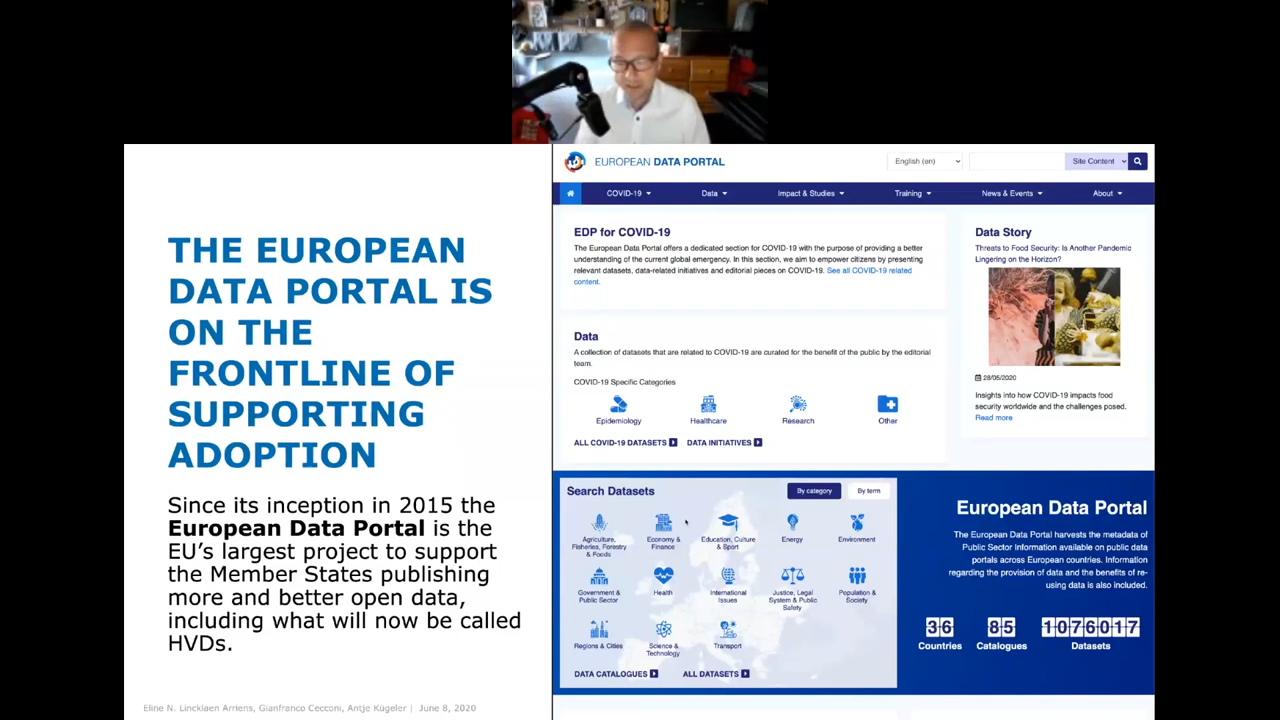 THE EUROPEAN
DATA PORTAL IS
ON THE
FRONTLINE OF
SUPPORTING
ADOPTION
Since its inception in 2015 the
European Data Portal is the
EU's largest project to support
the Member States publishing
more and better open data,
including what will now be called
HVDs.
Eline N. Lincklaen Arriens, Gianfranco Cecconi, Antje Kügeler | June 8, 2020
EUROPEAN DATA PORTAL
English (en)
Site Content
COVID-19
Data
Impact & Studies
Training
News & Events
About
EDP for COVID-19
The European Data Portal offers a dedicated section for COVID-19 with the purpose of providing a better
understanding of the current global emergency. In this section, we aim to empower citizens by presenting
relevant datasets, data-related initiatives and editorial pieces on COVID-19. See all COVID-19 related
content.
Data
A collection of datasets that are related to COVID-19 are curated for the benefit of the public by the editorial
team.
COVID-19 Specific Categories
Epidemiology
Healthcare
Research
Other
ALL COVID-19 DATASETS
DATA INITIATIVES
Data Story
Threats to Food Security: Is Another Pandemic
Lingering on the Horizon?
28/05/2020
Insights into how COVID-19 impacts food
security worldwide and the challenges posed.
Read more
Search Datasets
By category
By term
Agriculture,
Fisheries, Forestry
& Foods
Economy &
Finance
Education, Culture
& Sport
Energy
Environment
Government &
Public Sector
Health
International
Issues
Justice, Legal
System & Public
Safety
Population &
Society
Regions & Cities
Science &
Technology
Transport
DATA CATALOGUES
ALL DATASETS
European Data Portal
The European Data Portal harvests the metadata of
Public Sector Information available on public data
portals across European countries. Information
regarding the provision of data and the benefits of re-
using data is also included.
36
Countries
85
Catalogues
1076017
Datasets